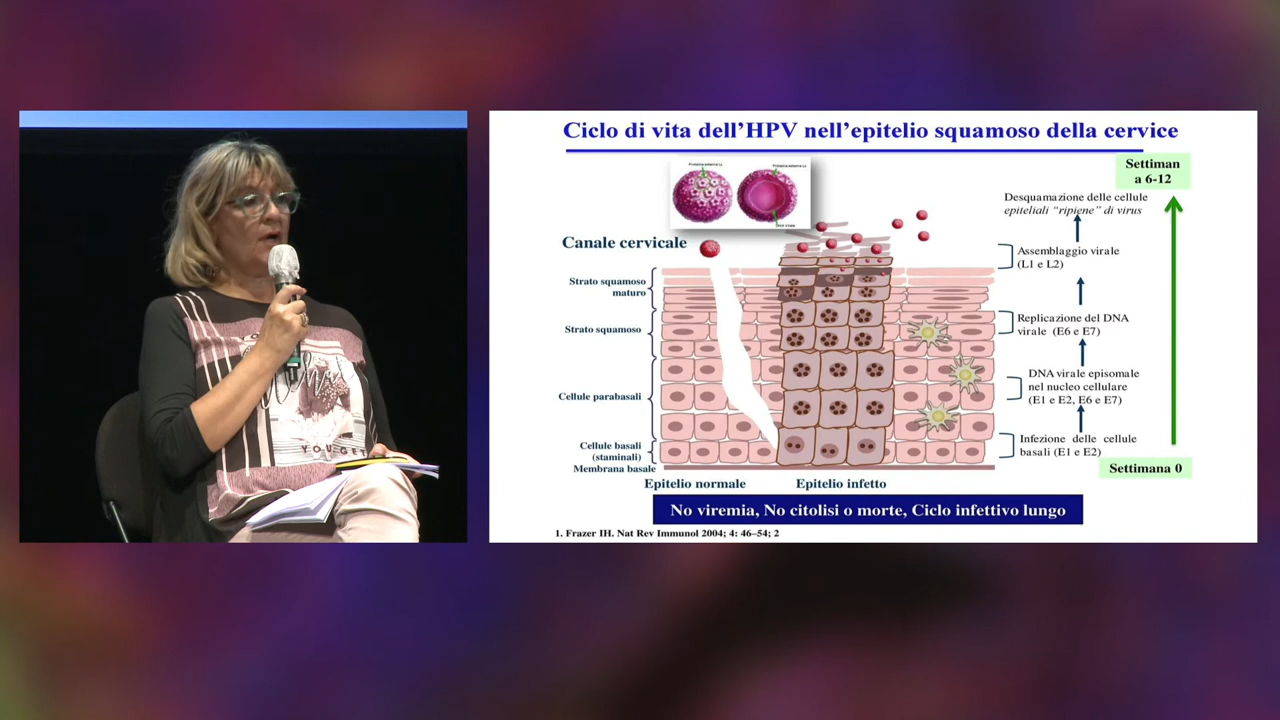 Ciclo di vita dell'HPV nell'epitelio squamoso della cervice
Settiman
a 6-12
Desquamazione delle cellule
epiteliali "ripiene" di virus
Canale cervicale
Assemblaggio virale
(L1 e L2)
Strato squamoso
maturo
Strato squamoso
Replicazione del DNA
virale (E6 e E7)
DNA virale episomale
nel nucleo cellulare
(E1 e E2, E6 e E7)
Cellule parabasali
Infezione delle cellule
basali (E1 e E2)
Cellule basali
(staminali)
Membrana basale
Settimana 0
Epitelio normale
Epitelio infetto
No viremia, No citolisi o morte, Ciclo infettivo lungo
1. Frazer IH. Nat Rev Immunol 2004; 4: 46–54; 2
YOU GET